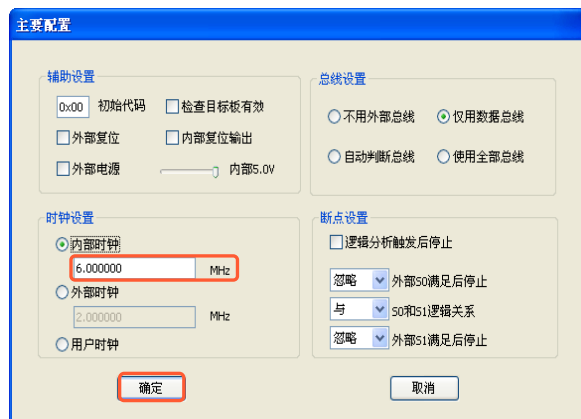 主要配置
辅助设置
0x00 初始代码 检查目标板有效
外部复位 内部复位输出
外部电源 内部5.0V
总线设置
不用外部总线 仅用数据总线
自动判断总线 使用全部总线
时钟设置
内部时钟
6.000000 MHz
外部时钟
2.000000 MHz
用户时钟
断点设置
逻辑分析触发后停止
忽略 外部S0满足后停止
与 S0和S1逻辑关系
忽略 外部S1满足后停止
确定 取消